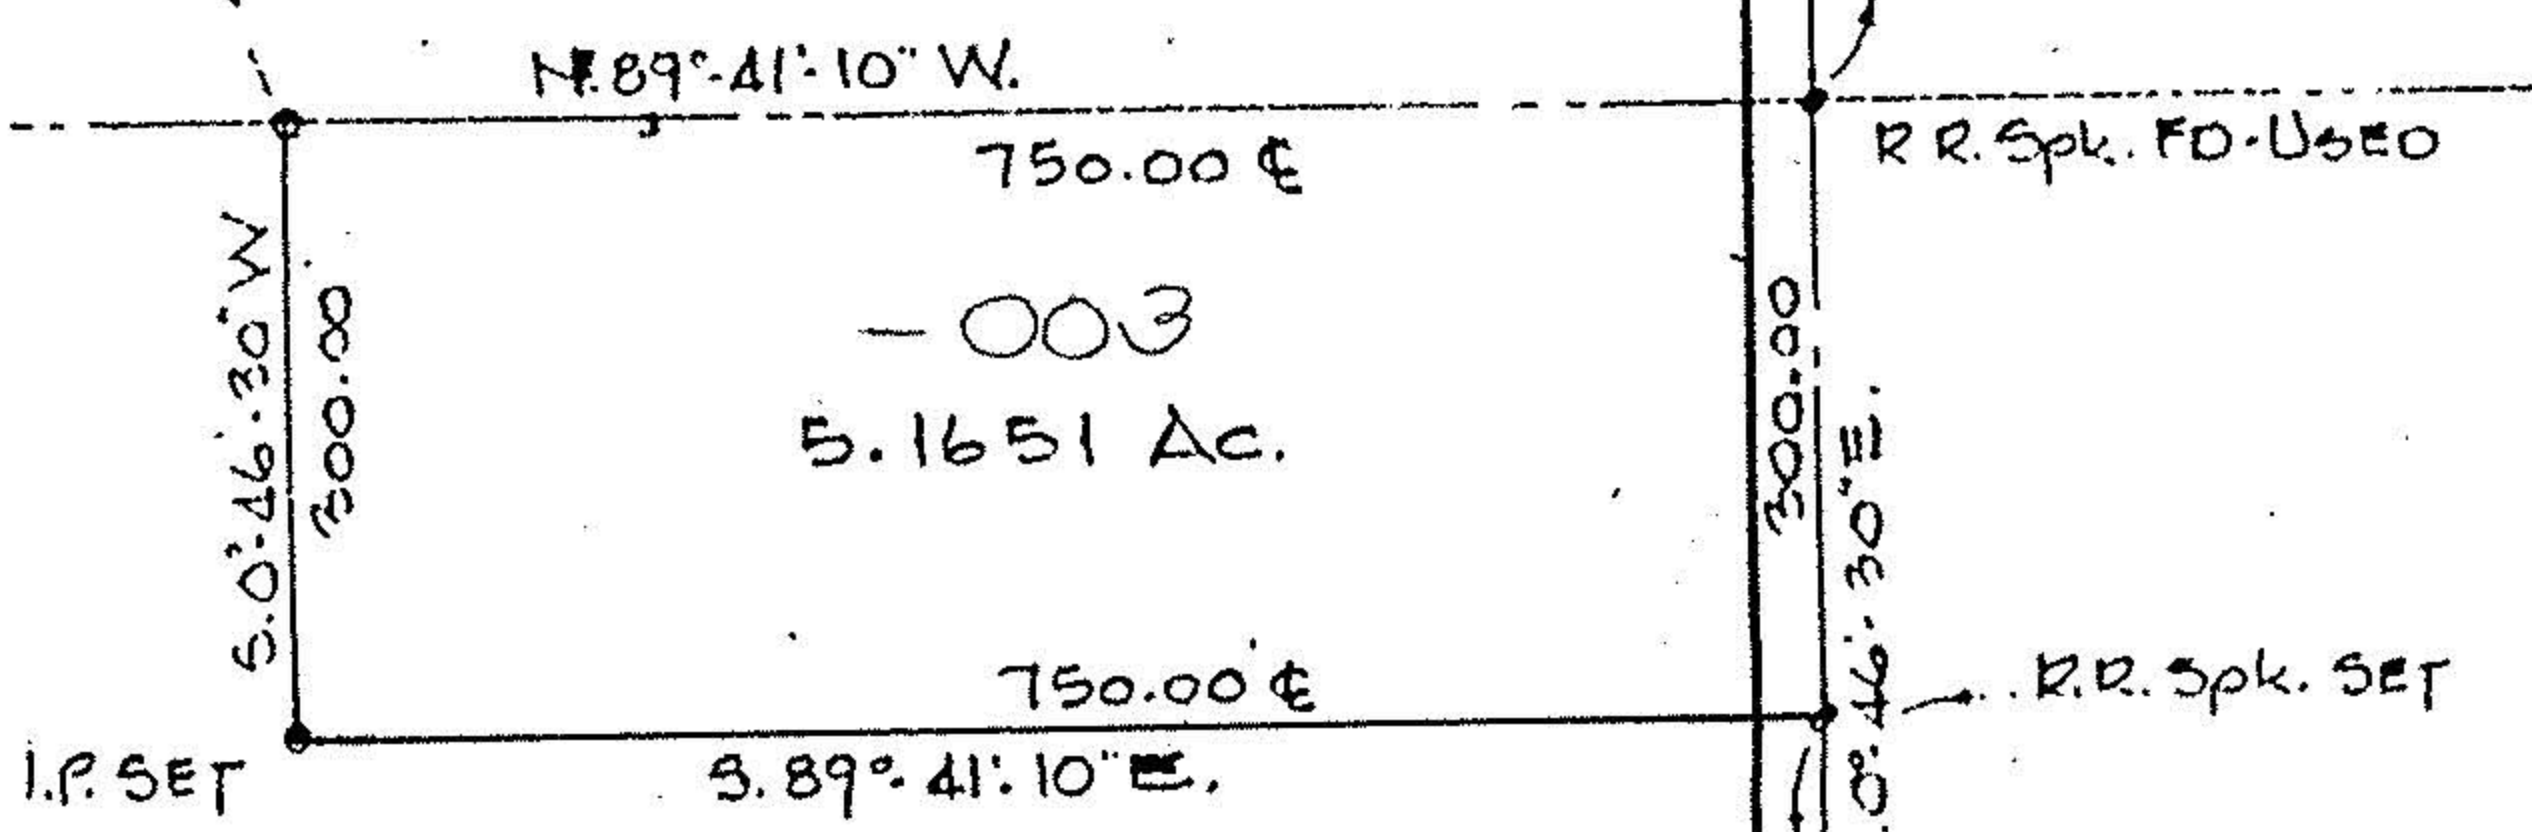 N. 89°-41'-10" W.
750.00 ℄
R.R. Spk. FD-USED
S. 0°-46'-30" W
300.00
-003
5.1651 Ac.
300.00
0°-46'-30" E.
750.00' ℄
R.R. Spk. SET
I.P. SET
S. 89°-41'-10" E.